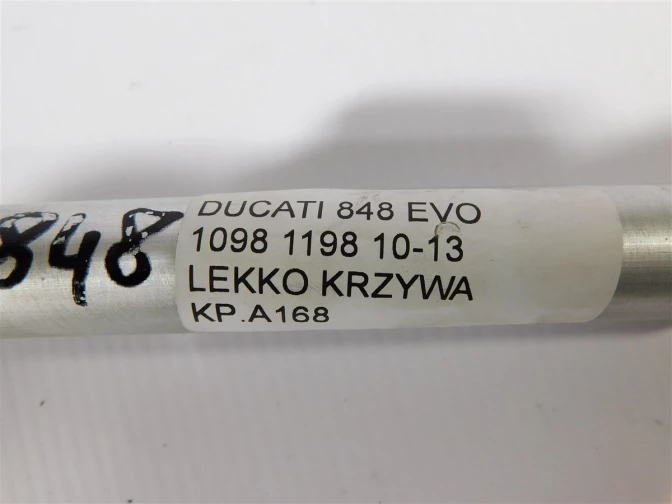 848
DUCATI 848 EVO
1098 1198 10-13
LEKKO KRZYWA
KP.A168